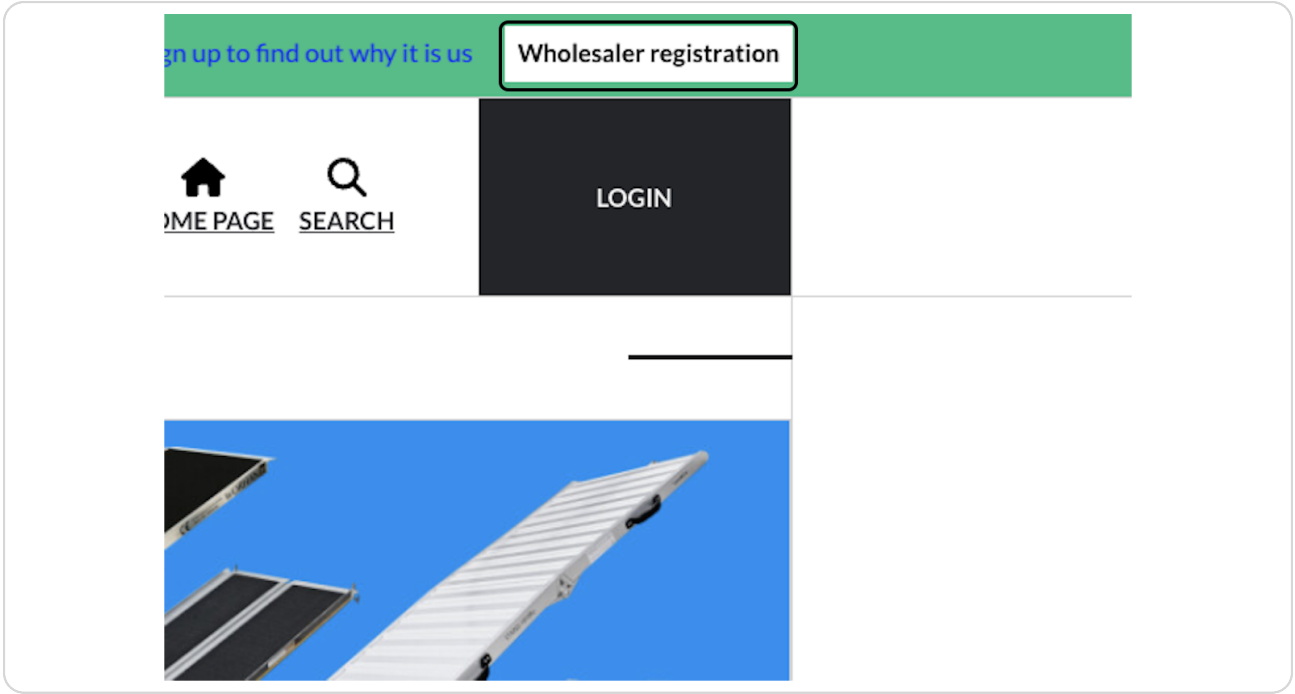 gn up to find out why it is us
Wholesaler registration
OME PAGE
SEARCH
LOGIN